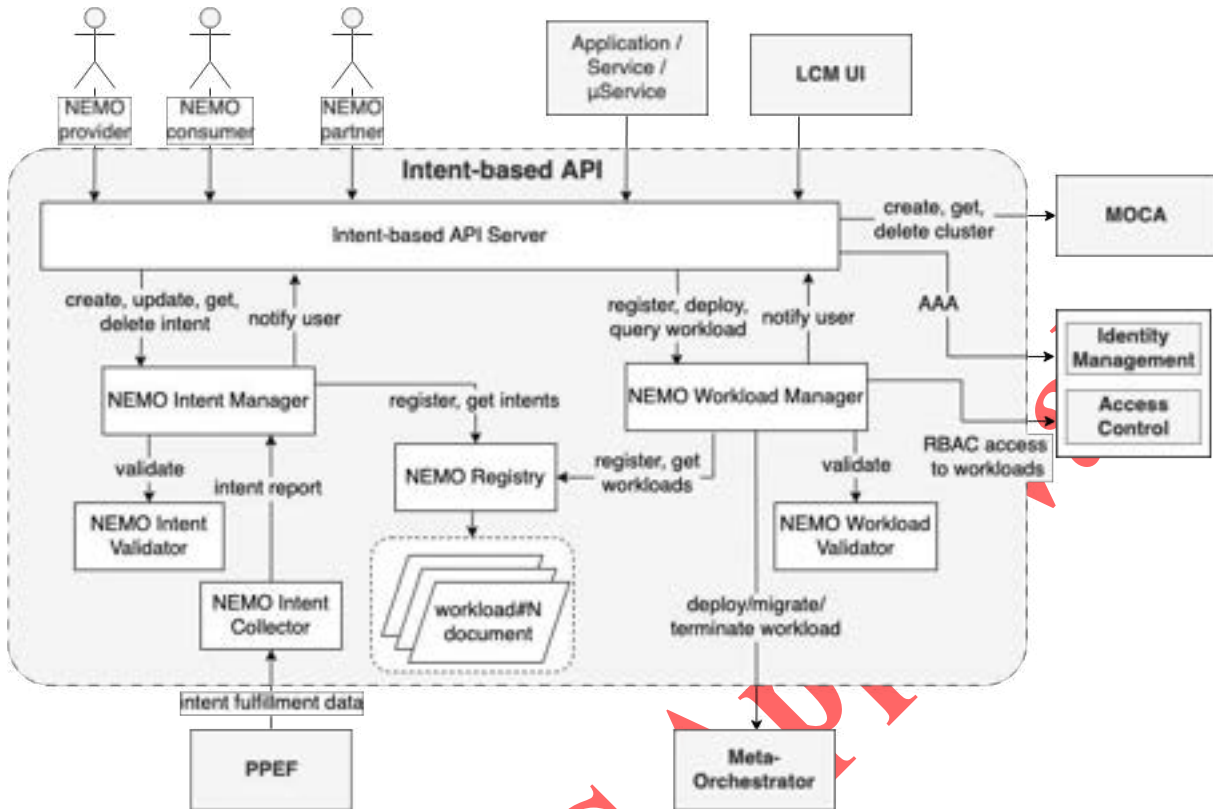 NEMO
provider
NEMO
consumer
NEMO
partner
Application /
Service /
µService
LCM UI
Intent-based API
Intent-based API Server
create, get,
delete cluster
MOCA
create, update, get,
delete intent
notify user
register, deploy,
query workload
notify user
AAA
Identity
Management
Access
Control
NEMO Intent Manager
register, get intents
NEMO Workload Manager
RBAC access
to workloads
validate
intent report
NEMO Registry
register, get
workloads
validate
NEMO Intent
Validator
NEMO Workload
Validator
NEMO Intent
Collector
workload#N
document
deploy/migrate/
terminate workload
intent fulfillment data
PPEF
Meta-
Orchestrator